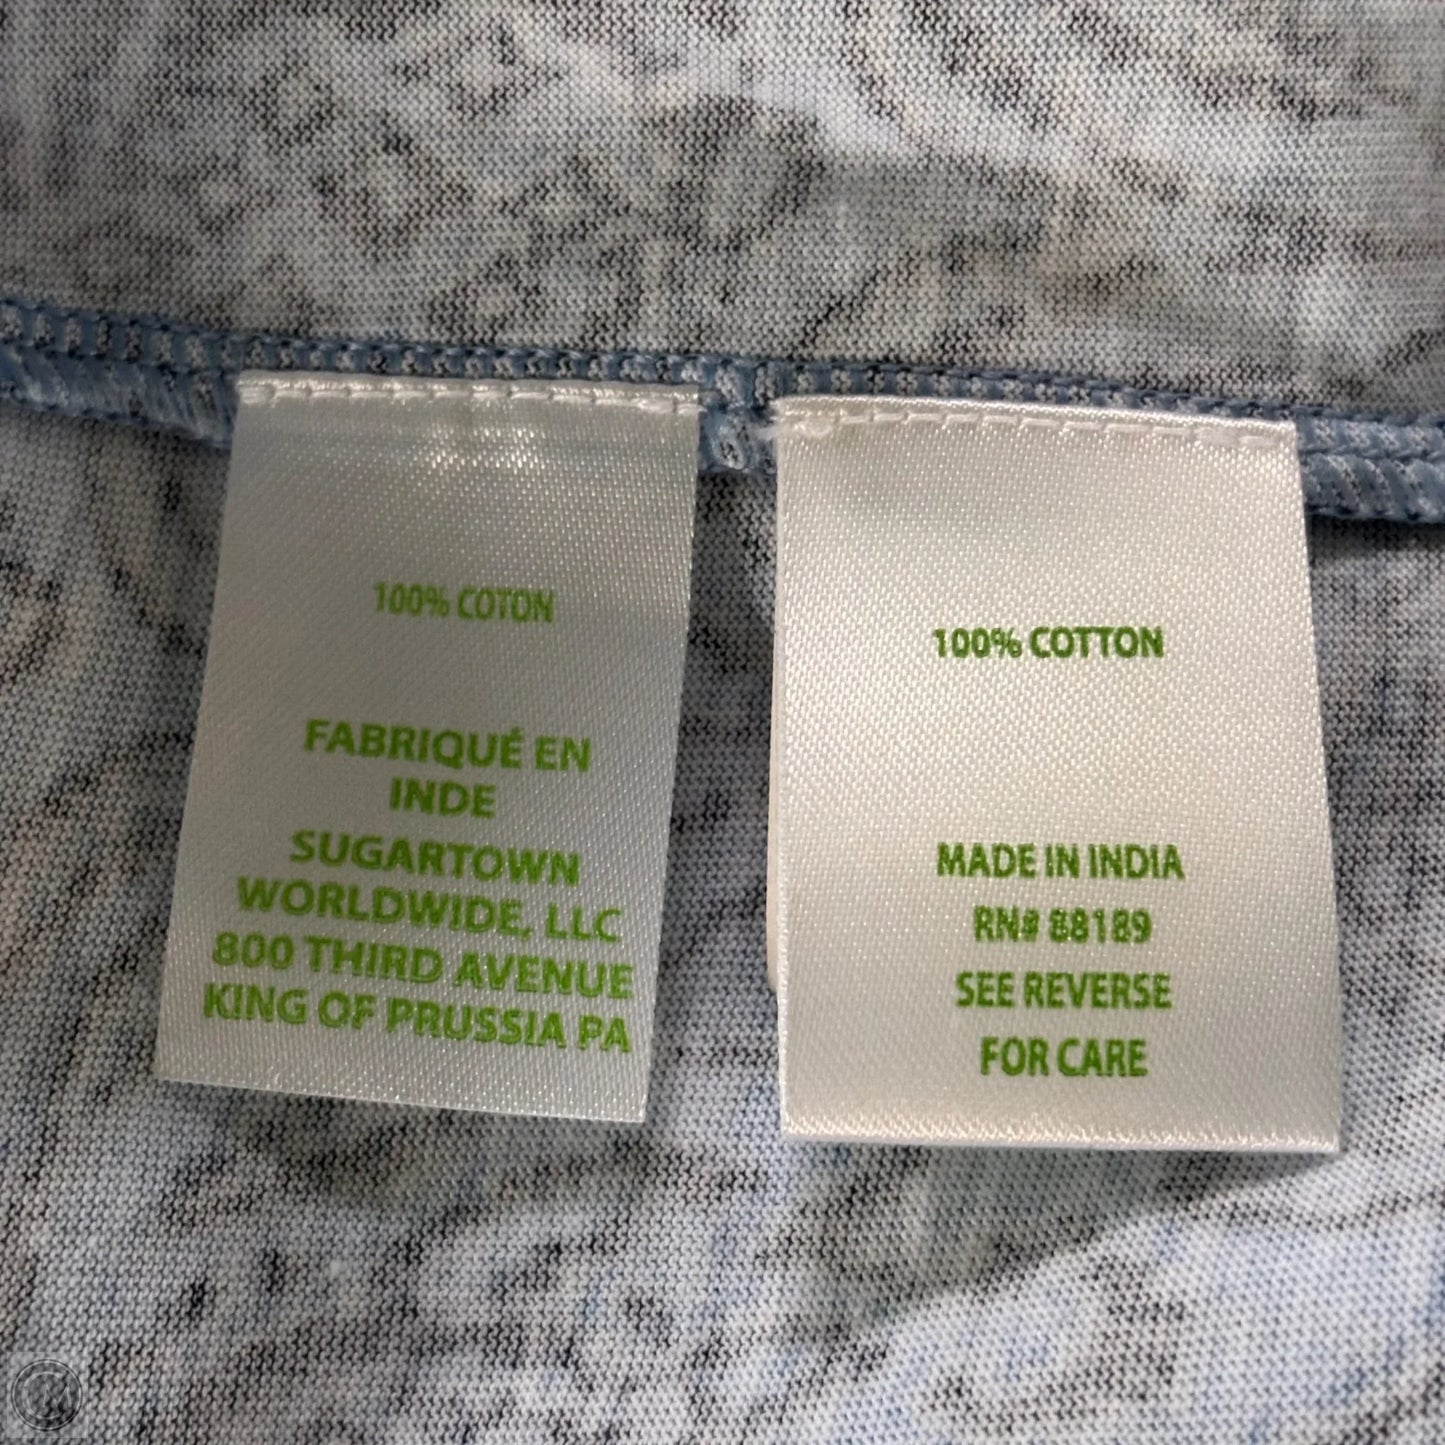 100% COTON
FABRIQUÉ EN
INDE
SUGARTOWN
WORLDWIDE, LLC
800 THIRD AVENUE
KING OF PRUSSIA PA
100% COTTON
MADE IN INDIA
RN# 88189
SEE REVERSE
FOR CARE